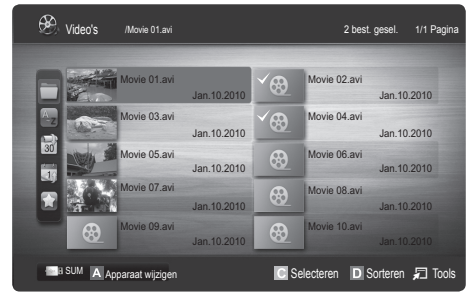 Video's /Movie 01.avi 2 best. gesel. 1/1 Pagina
Movie 01.avi Movie 02.avi
Jan.10.2010 Jan.10.2010
Movie 03.avi Movie 04.avi
Jan.10.2010 Jan.10.2010
Movie 05.avi Movie 06.avi
Jan.10.2010 Jan.10.2010
Movie 07.avi Movie 08.avi
Jan.10.2010 Jan.10.2010
Movie 09.avi Movie 10.avi
Jan.10.2010 Jan.10.2010
30
1
SUM A Apparaat wijzigen C Selecteren D Sorteren Tools